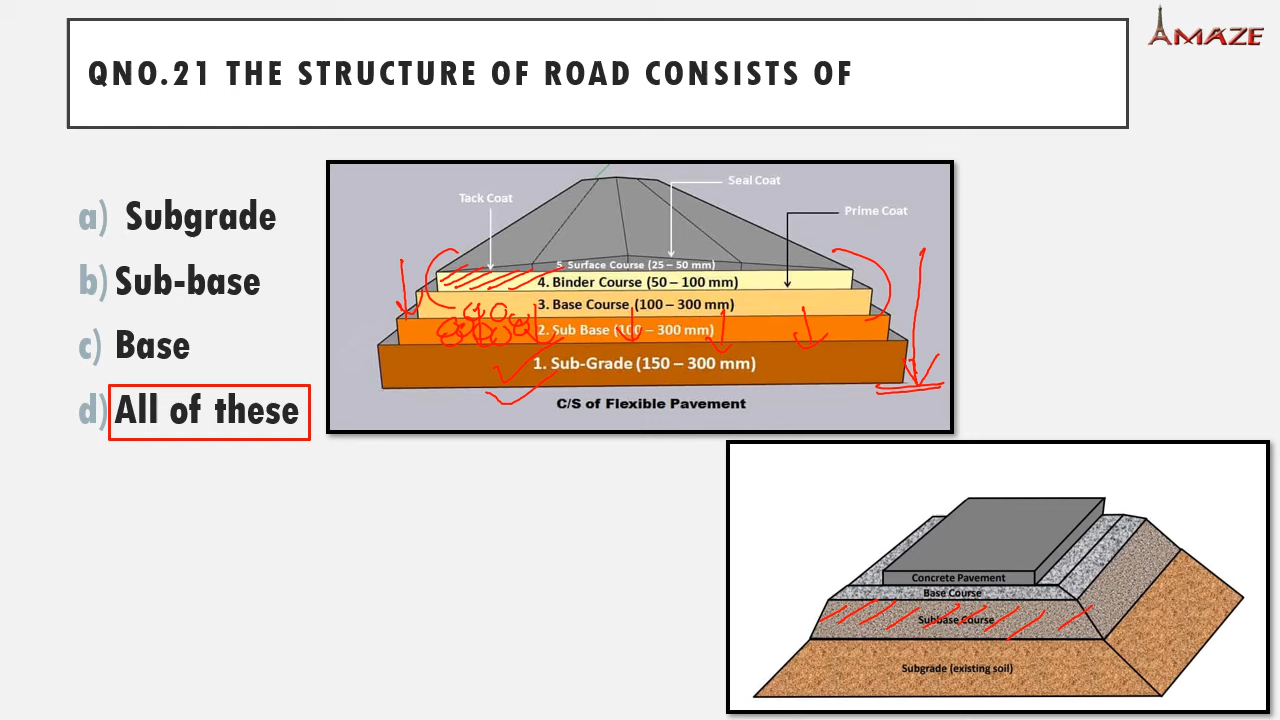 AMAZE
QNO.21 THE STRUCTURE OF ROAD CONSISTS OF
a) Subgrade
b) Sub-base
c) Base
d) All of these
Tack Coat
Seal Coat
Prime Coat
5. Surface Course (25 – 50 mm)
4. Binder Course (50 – 100 mm)
3. Base Course (100 – 300 mm)
2. Sub Base (100 – 300 mm)
1. Sub-Grade (150 – 300 mm)
C/S of Flexible Pavement
Concrete Pavement
Base Course
Subbase Course
Subgrade (existing soil)